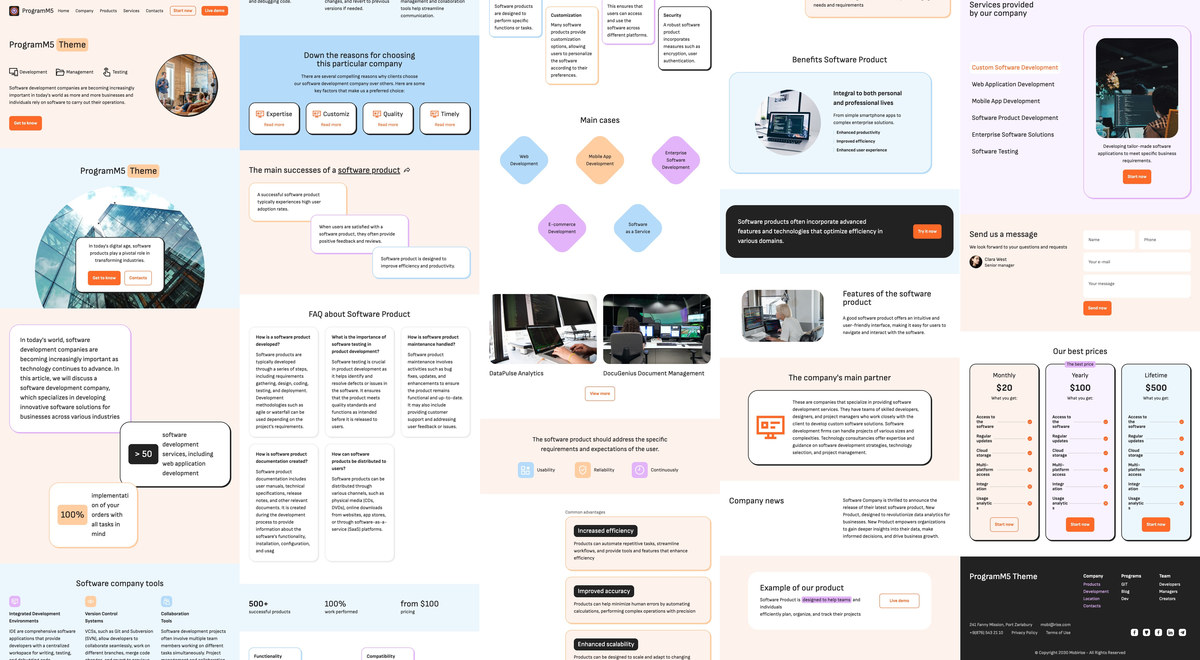 ProgramM5
Home
Company
Products
Services
Contacts
Start now
Live demo
ProgramM5 Theme
Development
Management
Testing
Software development companies are becoming increasingly
important in today's world as more and more businesses and
individuals rely on software to carry out their operations.
Get to know
ProgramM5 Theme
In today's digital age, software
products play a pivotal role in
transforming industries.
Get to know
Contacts
In today's world, software
development companies are
becoming increasingly important as
technology continues to advance. In
this article, we will discuss a
software development company,
which specializes in developing
innovative software solutions for
businesses across various industries
> 50
software
development
services, including
web application
development
100%
implementati
on of your
orders with
all tasks in
mind
Software company tools
Integrated Development
Environments
IDE are comprehensive software
applications that provide
developers with a centralized
workspace for writing, testing,
Version Control
Systems
VCSs, such as Git and Subversion
(SVN), allow developers to
collaborate seamlessly, work on
different branches, merge code
Collaboration
Tools
Software development projects
often involve multiple team
members working on different
tasks simultaneously. Project
and debugging code.
changes, and revert to previous
versions if needed.
management and collaboration
tools help streamline
communication.
Down the reasons for choosing
this particular company
There are several compelling reasons why clients choose
our software development company over others. Here are some
key factors that make us a preferred choice:
Expertise
Read more
Customiz
Read more
Quality
Read more
Timely
Read more
The main successes of a software product
A successful software product
typically experiences high user
adoption rates.
When users are satisfied with a
software product, they often provide
positive feedback and reviews.
Software product is designed to
improve efficiency and productivity.
FAQ about Software Product
How is a software product
developed?
Software products are
typically developed
through a series of steps,
including requirements
gathering, design, coding,
testing, and deployment.
Development
methodologies such as
agile or waterfall can be
used depending on the
project's requirements.
What is the importance of
software testing in
product development?
Software testing is crucial
in product development as
it helps identify and
resolve defects or issues in
the software. It ensures
that the product meets
quality standards and
functions as intended
before it is released to
users.
How is software product
maintenance handled?
Software product
maintenance involves
activities such as bug
fixes, updates, and
enhancements to ensure
the product remains
functional and up-to-date.
It may also include
providing customer
support and addressing
user feedback or issues.
How is software product
documentation created?
Software product
documentation includes
user manuals, technical
specifications, release
notes, and other relevant
documents. It is created
during the development
process to provide
information about the
software's functionality,
installation, configuration,
and usag
How can software
products be distributed to
users?
Software products can be
distributed through
various channels, such as
physical media (CDs,
DVDs), online downloads
from websites, app stores,
or through software-as-a-
service (SaaS) platforms.
500+
successful products
100%
work performed
from $100
pricing
Functionality
Compatibility
Software products
are designed to
perform specific
functions or tasks.
Customization
Many software
products provide
customization
options, allowing
users to personalize
the software
according to their
preferences.
This ensures that
users can access
and use the
software across
different platforms.
Security
A robust software
product
incorporates
measures such as
encryption, user
authentication.
Main cases
Web
Development
Mobile App
Development
Enterprise
Software
Development
E-commerce
Development
Software
as a Service
DataPulse Analytics
DocuGenius Document Management
View more
The software product should address the specific
requirements and expectations of the user.
Usability
Reliability
Continuously
Common advantages
Increased efficiency
Products can automate repetitive tasks, streamline
workflows, and provide tools and features that enhance
efficiency
Improved accuracy
Products can help minimize human errors by automating
calculations, performing complex operations with precision
Enhanced scalability
Products can be designed to scale and adapt to changing
needs and requirements
Benefits Software Product
Integral to both personal
and professional lives
From simple smartphone apps to
complex enterprise solutions.
· Enhanced productivity
· Improved efficiency
· Enhanced user experience
Software products often incorporate advanced
features and technologies that optimize efficiency in
various domains.
Try it now
Features of the software
product
A good software product offers an intuitive and
user-friendly interface, making it easy for users to
navigate and interact with the software.
The company's main partner
These are companies that specialize in providing software
development services. They have teams of skilled developers,
designers, and project managers who work closely with the
client to develop custom software solutions. Software
development firms can handle projects of various sizes and
complexities. Technology consultancies offer expertise and
guidance on software development strategies, technology
selection, and project management.
Company news
Software Company is thrilled to announce the
release of their latest software product, New
Product, designed to revolutionize data analytics for
businesses. New Product empowers organizations
to gain deeper insights into their data, make
informed decisions, and drive business growth.
Example of our product
Software Product is designed to help teams and
individuals
efficiently plan, organize, and track their projects
Live demo
Services provided
by our company
Custom Software Development
Web Application Development
Mobile App Development
Software Product Development
Enterprise Software Solutions
Software Testing
Developing tailor-made software
applications to meet specific business
requirements.
Start now
Send us a message
We look forward to your questions and requests
Clara West
Senior manager
Name
Phone
Your e-mail
Your message
Send now
Our best prices
Monthly
$20
What you get:
Access to
the
software
Regular
updates
Cloud
storage
Multi-
platform
access
Integr
ation
Usage
analytic
s
Start now
The best price
Yearly
$100
What you get:
Access to
the
software
Regular
updates
Cloud
storage
Multi-
platform
access
Integr
ation
Usage
analytic
s
Start now
Lifetime
$500
What you get:
Access to
the
software
Regular
updates
Cloud
storage
Multi-
platform
access
Integr
ation
Usage
analytic
s
Start now
ProgramM5 Theme
Company
Products
Development
Location
Contacts
Programs
GIT
Blog
Dev
Team
Developers
Managers
Creators
Privacy Policy
Terms of Use